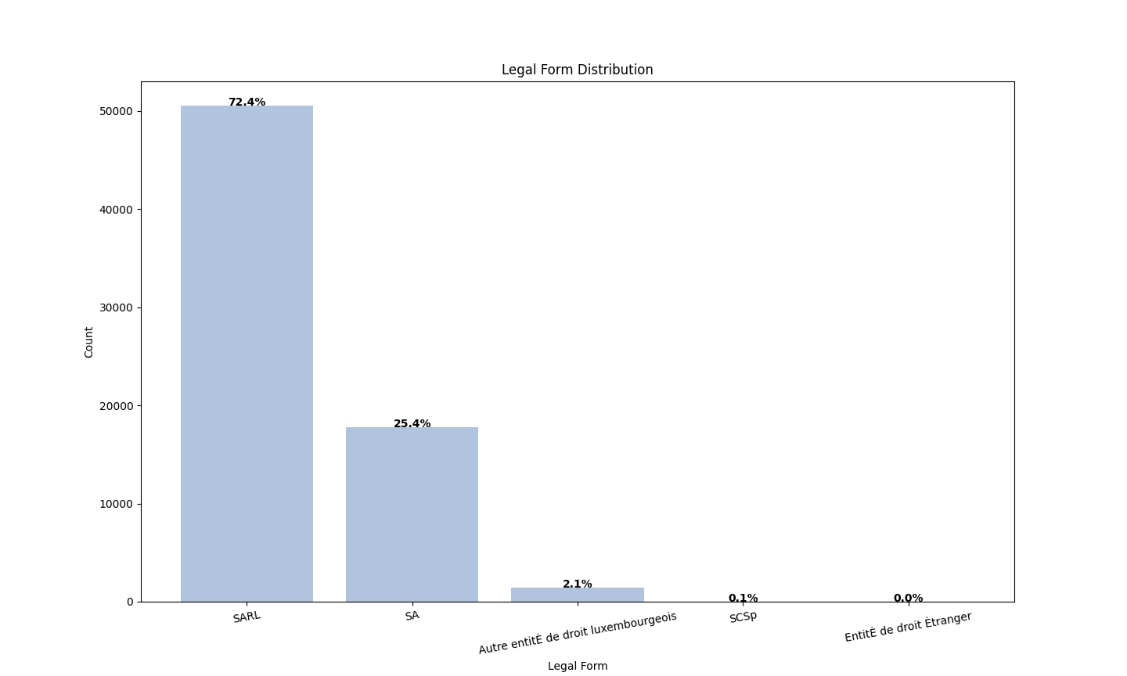 Legal Form Distribution
72.4%
50000
40000
30000
25.4%
20000
10000
2.1%
0.1%
0.0%
0
Count
SARL
SA
Autre entitÉ de droit luxembourgeois
SCSp
EntitÉ de droit Étranger
Legal Form